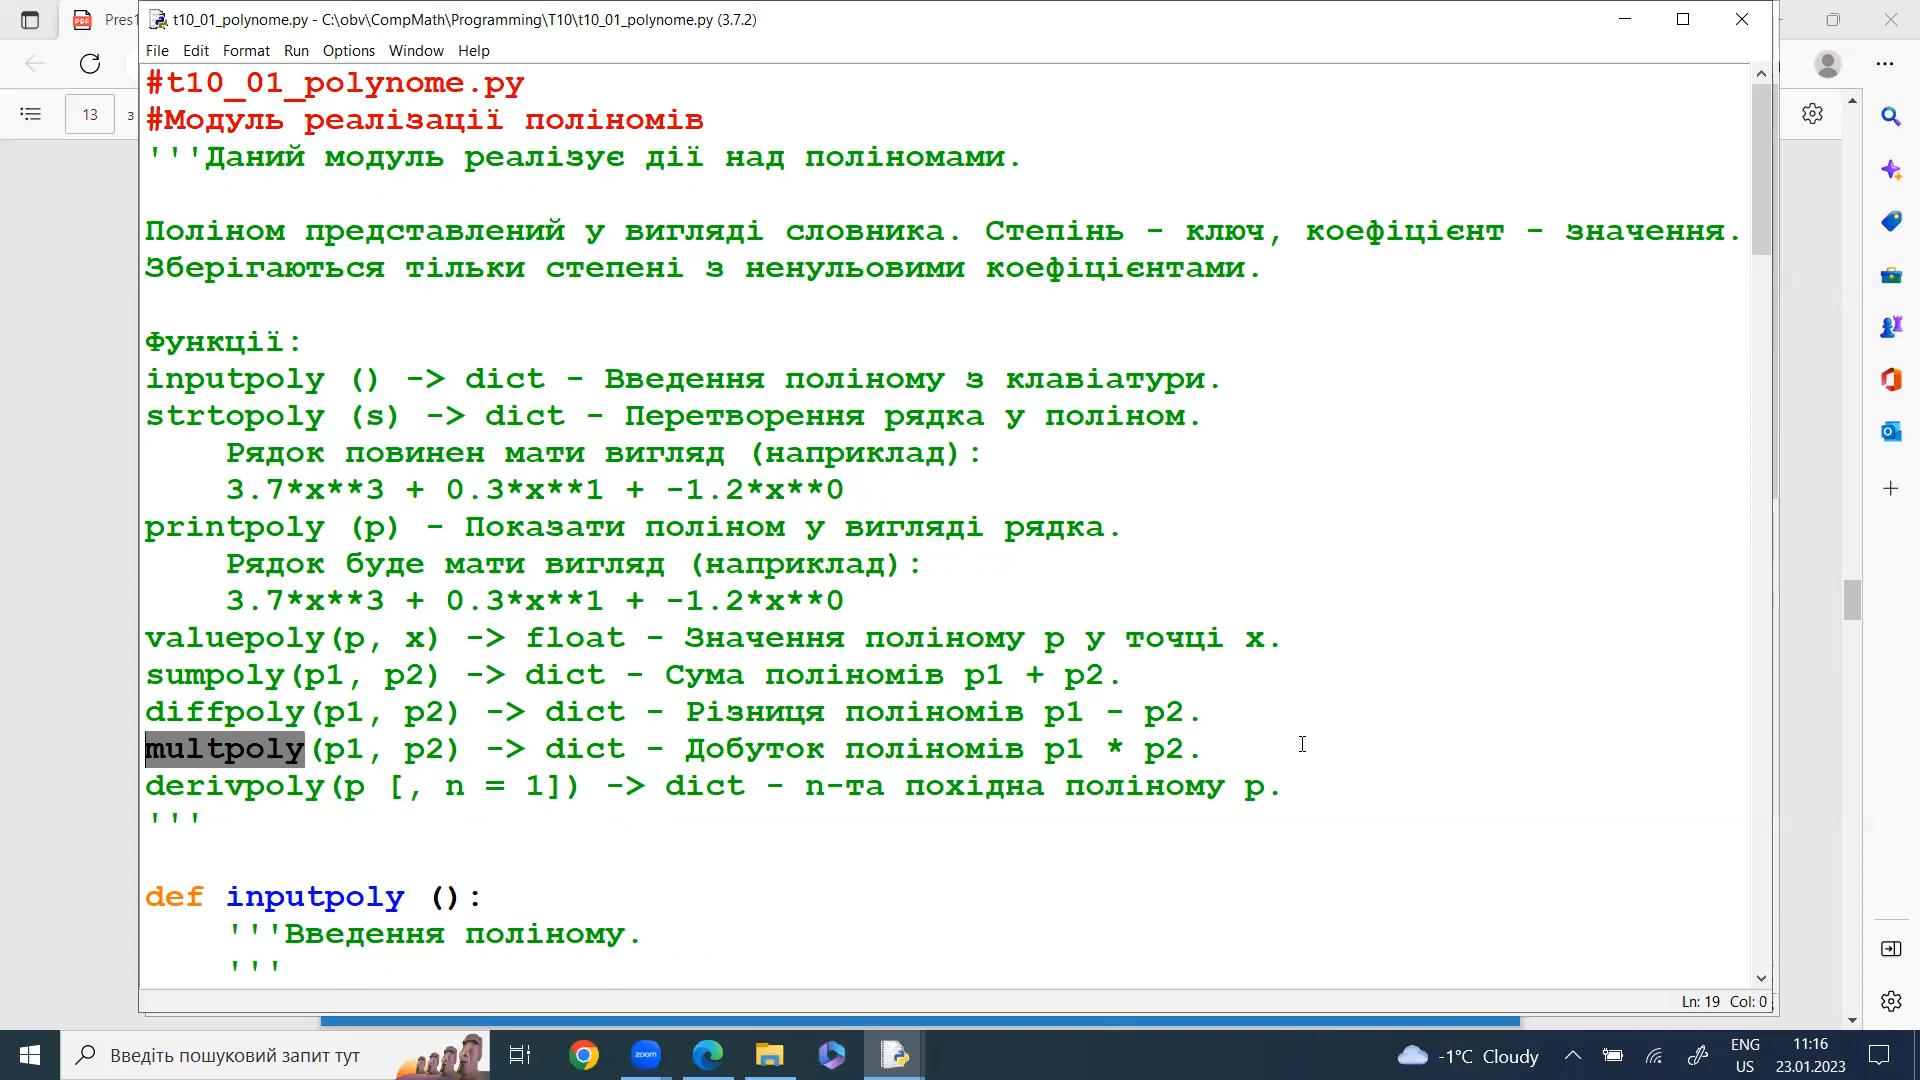 Pres1
t10_01_polynome.py - C:\obv\CompMath\Programming\T10\t10_01_polynome.py (3.7.2)
File Edit Format Run Options Window Help
13 з
#t10_01_polynome.py
#Модуль реалізації поліномів
'''Даний модуль реалізує дії над поліномами.
Поліном представлений у вигляді словника. Степінь - ключ, коефіцієнт - значення.
Зберігаються тільки степені з ненульовими коефіцієнтами.
Функції:
inputpoly () -> dict - Введення поліному з клавіатури.
strtopoly (s) -> dict - Перетворення рядка у поліном.
Рядок повинен мати вигляд (наприклад):
3.7*x**3 + 0.3*x**1 + -1.2*x**0
printpoly (p) - Показати поліном у вигляді рядка.
Рядок буде мати вигляд (наприклад):
3.7*x**3 + 0.3*x**1 + -1.2*x**0
valuepoly(p, x) -> float - Значення поліному p у точці x.
sumpoly(p1, p2) -> dict - Сума поліномів p1 + p2.
diffpoly(p1, p2) -> dict - Різниця поліномів p1 - p2.
multpoly(p1, p2) -> dict - Добуток поліномів p1 * p2.
derivpoly(p [, n = 1]) -> dict - n-та похідна поліному p.
'''
def inputpoly ():
'''Введення поліному.
'''
Ln: 19 Col: 0
Введіть пошуковий запит тут
zoom
-1°C Cloudy
ENG
US
11:16
23.01.2023